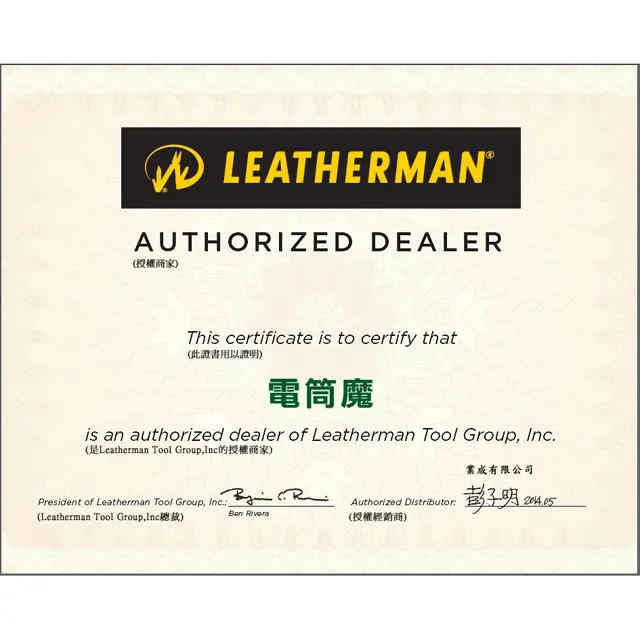 LEATHERMAN®
AUTHORIZED DEALER
(授權商家)
This certificate is to certify that
(此證書用以證明)
電筒魔
is an authorized dealer of Leatherman Tool Group, Inc.
(是Leatherman Tool Group,Inc的授權商家)
業成有限公司
President of Leatherman Tool Group, Inc.: Authorized Distributor: 彭子明 2014.05
Ben Rivera
(Leatherman Tool Group,Inc總裁) (授權經銷商)